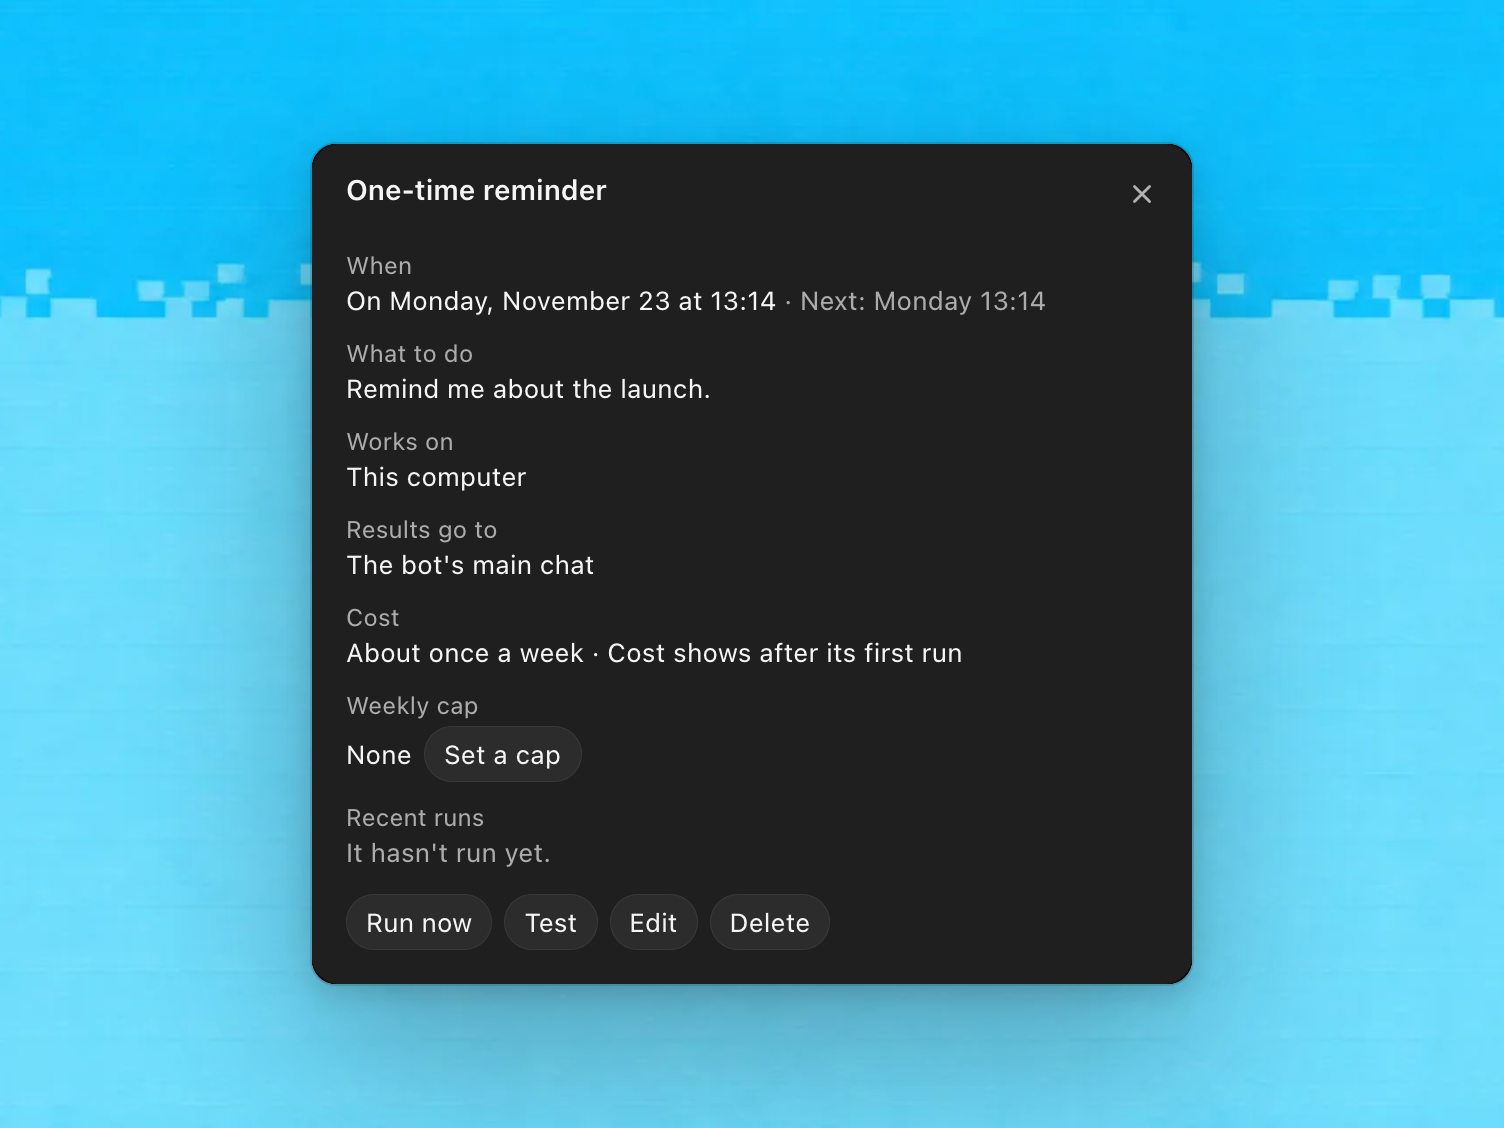 One-time reminder
When
On Monday, November 23 at 13:14 · Next: Monday 13:14
What to do
Remind me about the launch.
Works on
This computer
Results go to
The bot's main chat
Cost
About once a week · Cost shows after its first run
Weekly cap
None Set a cap
Recent runs
It hasn't run yet.
Run now Test Edit Delete